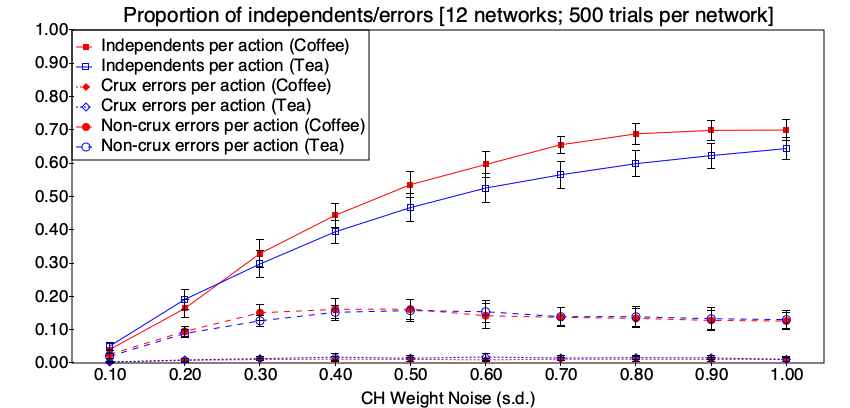 Proportion of independents/errors [12 networks; 500 trials per network]
1.00
0.90
0.80
0.70
0.60
0.50
0.40
0.30
0.20
0.10
0.00
Independents per action (Coffee)
Independents per action (Tea)
Crux errors per action (Coffee)
Crux errors per action (Tea)
Non-crux errors per action (Coffee)
Non-crux errors per action (Tea)
0.10 0.20 0.30 0.40 0.50 0.60 0.70 0.80 0.90 1.00
CH Weight Noise (s.d.)